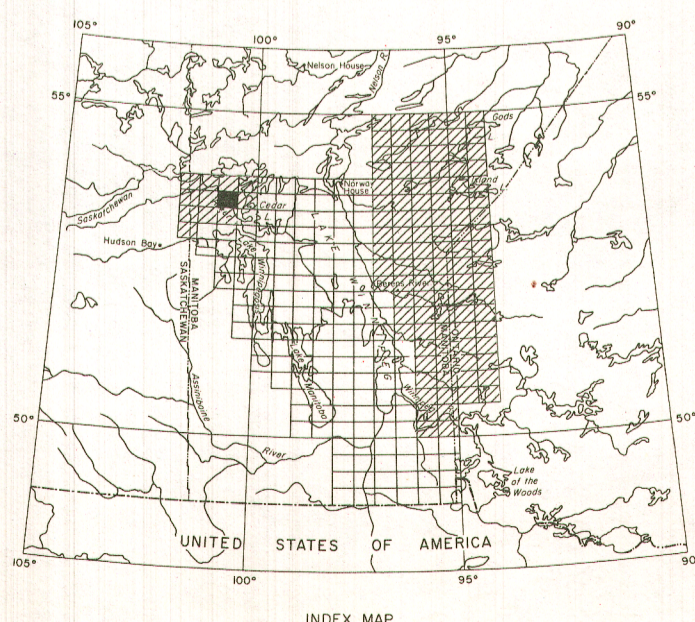 105°
100°
95°
90°
Nelson House
Nelson R
55°
55°
Gods
L
Island
L
Norway
House
Cedar
L
Saskatchewan
Hudson Bay
Lake
Winnipegosis
LAKE
WINNIPEG
Berens River
MANITOBA
SASKATCHEWAN
ONTARIO
MANITOBA
Lake
Manitoba
Assiniboine
River
50°
50°
Lake
of the
Woods
UNITED STATES OF AMERICA
105°
100°
95°
90
INDEX MAP